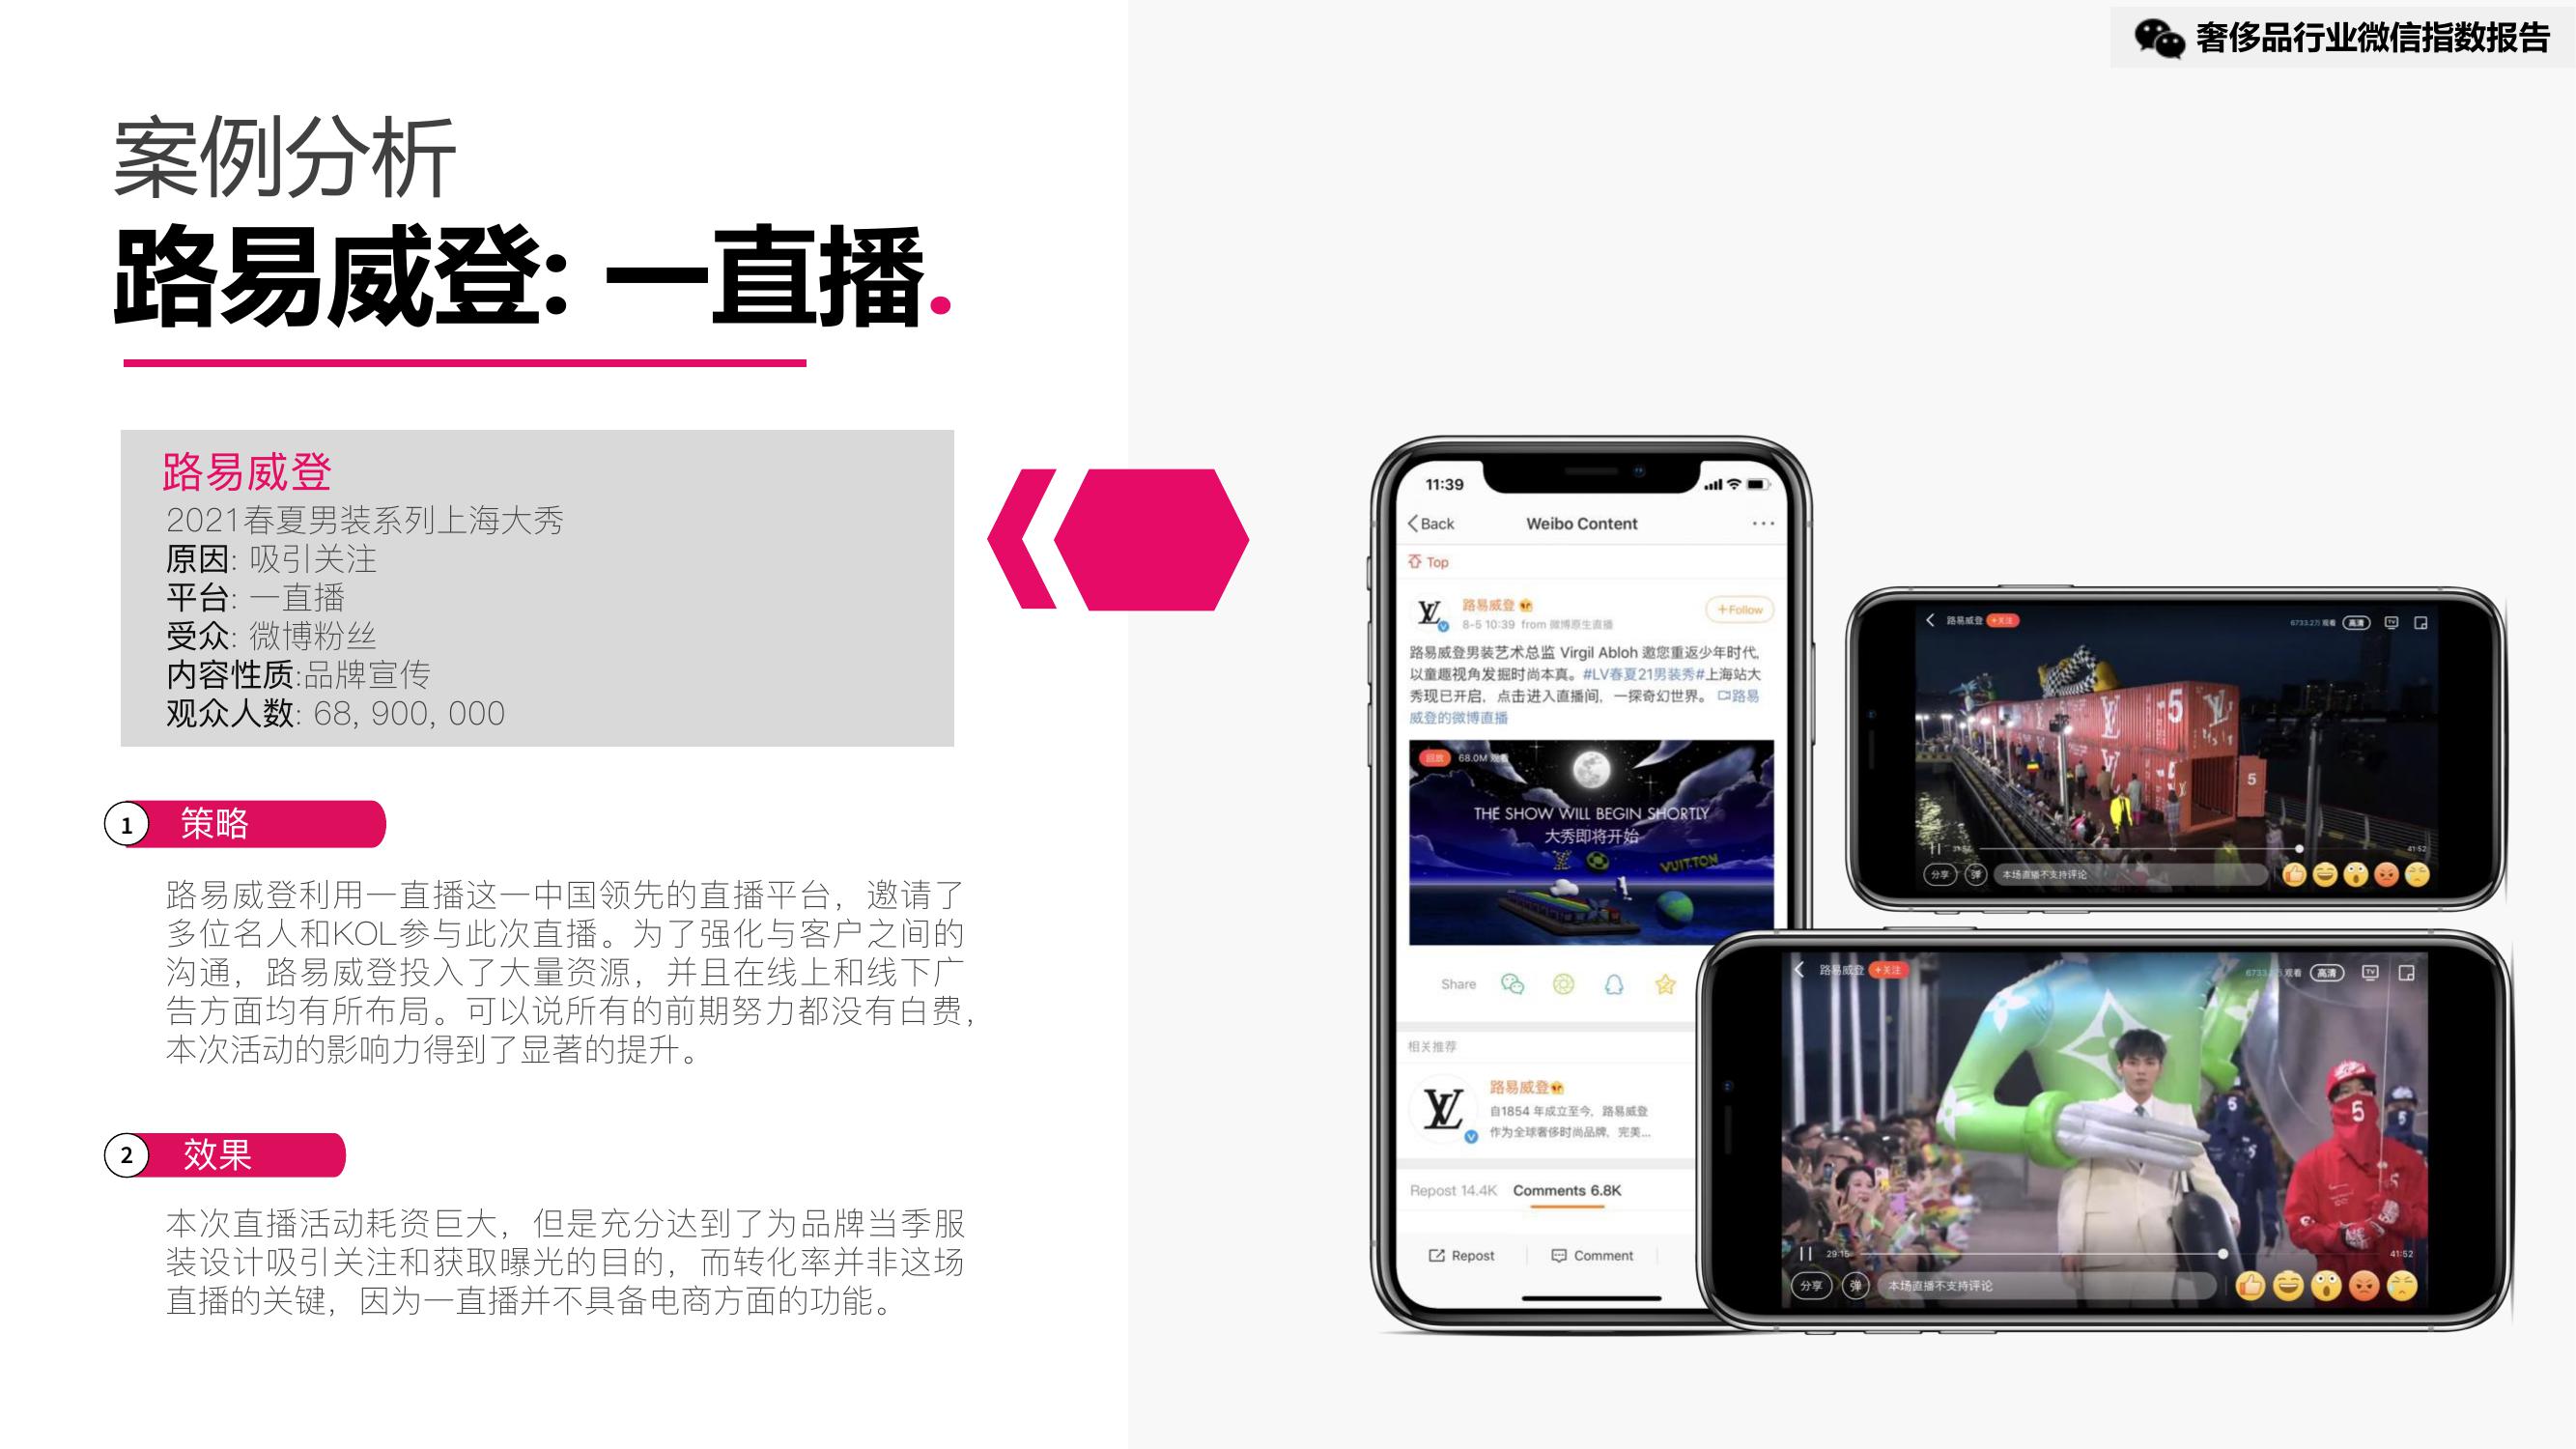 奢侈品行业微信指数报告
案例分析
路易威登: 一直播.
路易威登
2021春夏男装系列上海大秀
原因: 吸引关注
平台: 一直播
受众: 微博粉丝
内容性质:品牌宣传
观众人数: 68, 900, 000
1 策略
路易威登利用一直播这一中国领先的直播平台，邀请了
多位名人和KOL参与此次直播。为了强化与客户之间的
沟通，路易威登投入了大量资源，并且在线上和线下广
告方面均有所布局。可以说所有的前期努力都没有白费，
本次活动的影响力得到了显著的提升。
2 效果
本次直播活动耗资巨大，但是充分达到了为品牌当季服
装设计吸引关注和获取曝光的目的，而转化率并非这场
直播的关键，因为一直播并不具备电商方面的功能。
11:39
Back Weibo Content
Top
路易威登
+Follow
8-5 10:39 from 微博原生直播
路易威登男装艺术总监 Virgil Abloh 邀您重返少年时代,
以童趣视角发掘时尚本真。#LV春夏21男装秀#上海站大
秀现已开启，点击进入直播间，一探奇幻世界。 路易
威登的微博直播
回放 68.0M 观看
THE SHOW WILL BEGIN SHORTLY
大秀即将开始
VUITTON
Share
相关推荐
路易威登
自1854 年成立至今，路易威登
作为全球奢侈时尚品牌，完美...
Repost 14.4K Comments 6.8K
Repost Comment
路易威登 +关注 6733.2万 观看 高清 TV
5
5
41:52
分享 弹 本场直播不支持评论
路易威登 +关注 观看 高清 TV
5 5 5
29:15 41:52
分享 弹 本场直播不支持评论